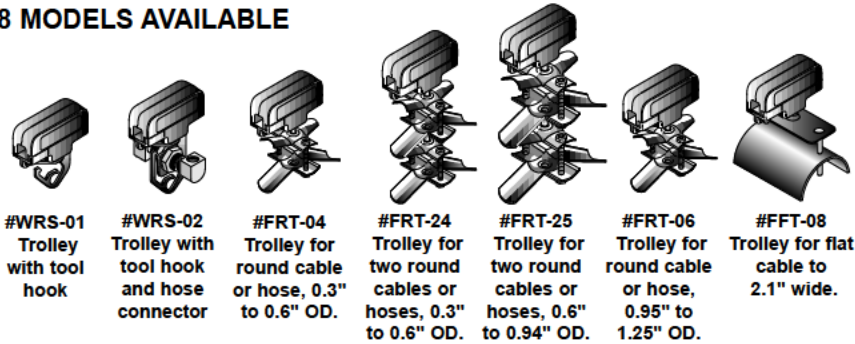 8 MODELS AVAILABLE
#WRS-01
Trolley
with tool
hook
#WRS-02
Trolley with
tool hook
and hose
connector
#FRT-04
Trolley for
round cable
or hose, 0.3"
to 0.6" OD.
#FRT-24
Trolley for
two round
cables or
hoses, 0.3"
to 0.6" OD.
#FRT-25
Trolley for
two round
cables or
hoses, 0.6"
to 0.94" OD.
#FRT-06
Trolley for
round cable
or hose,
0.95" to
1.25" OD.
#FFT-08
Trolley for flat
cable to
2.1" wide.